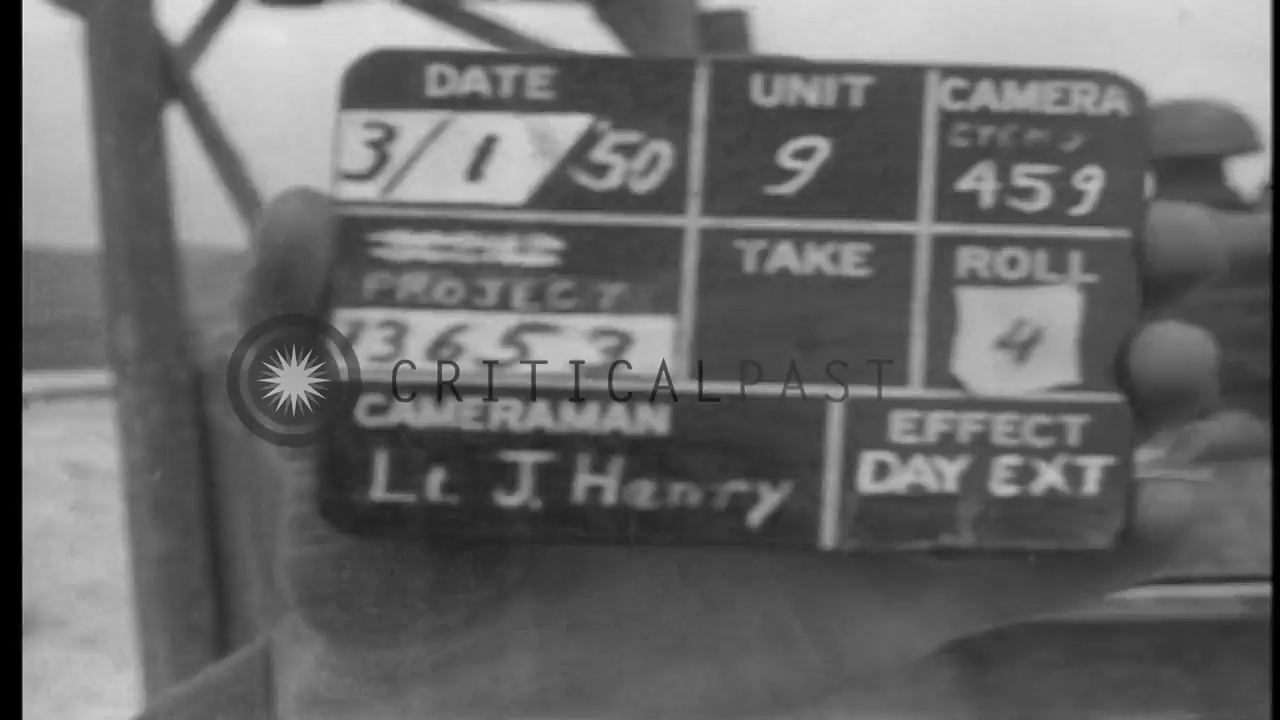 DATE
3/1/'50
UNIT
9
CAMERA
459
PROJECT
13653
TAKE
ROLL
4
CRITICALPAST
CAMERAMAN
Lt. J. Henry
EFFECT
DAY EXT